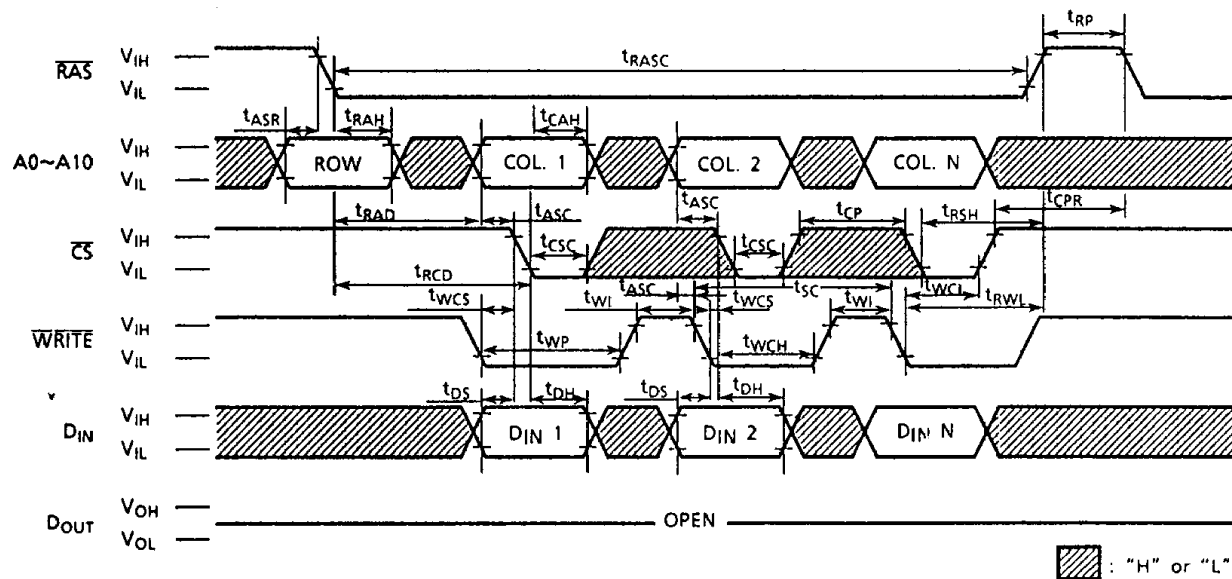 tRP
RAS VIH
VIL
tRASC
tASR tRAH tCAH
A0~A10 VIH
VIL
ROW COL. 1 COL. 2 COL. N
tRAD tASC tASC tCP tRSH tCPR
CS VIH
VIL
tCSC tCSC
tRCD tASC tSC tWCL
tWCS tWI tWCS tWI tRWL
WRITE VIH
VIL
tWP tWCH
tDS tDH tDS tDH
DIN VIH
VIL
DIN 1 DIN 2 DIN N
DOUT VOH
VOL
OPEN
: "H" or "L"